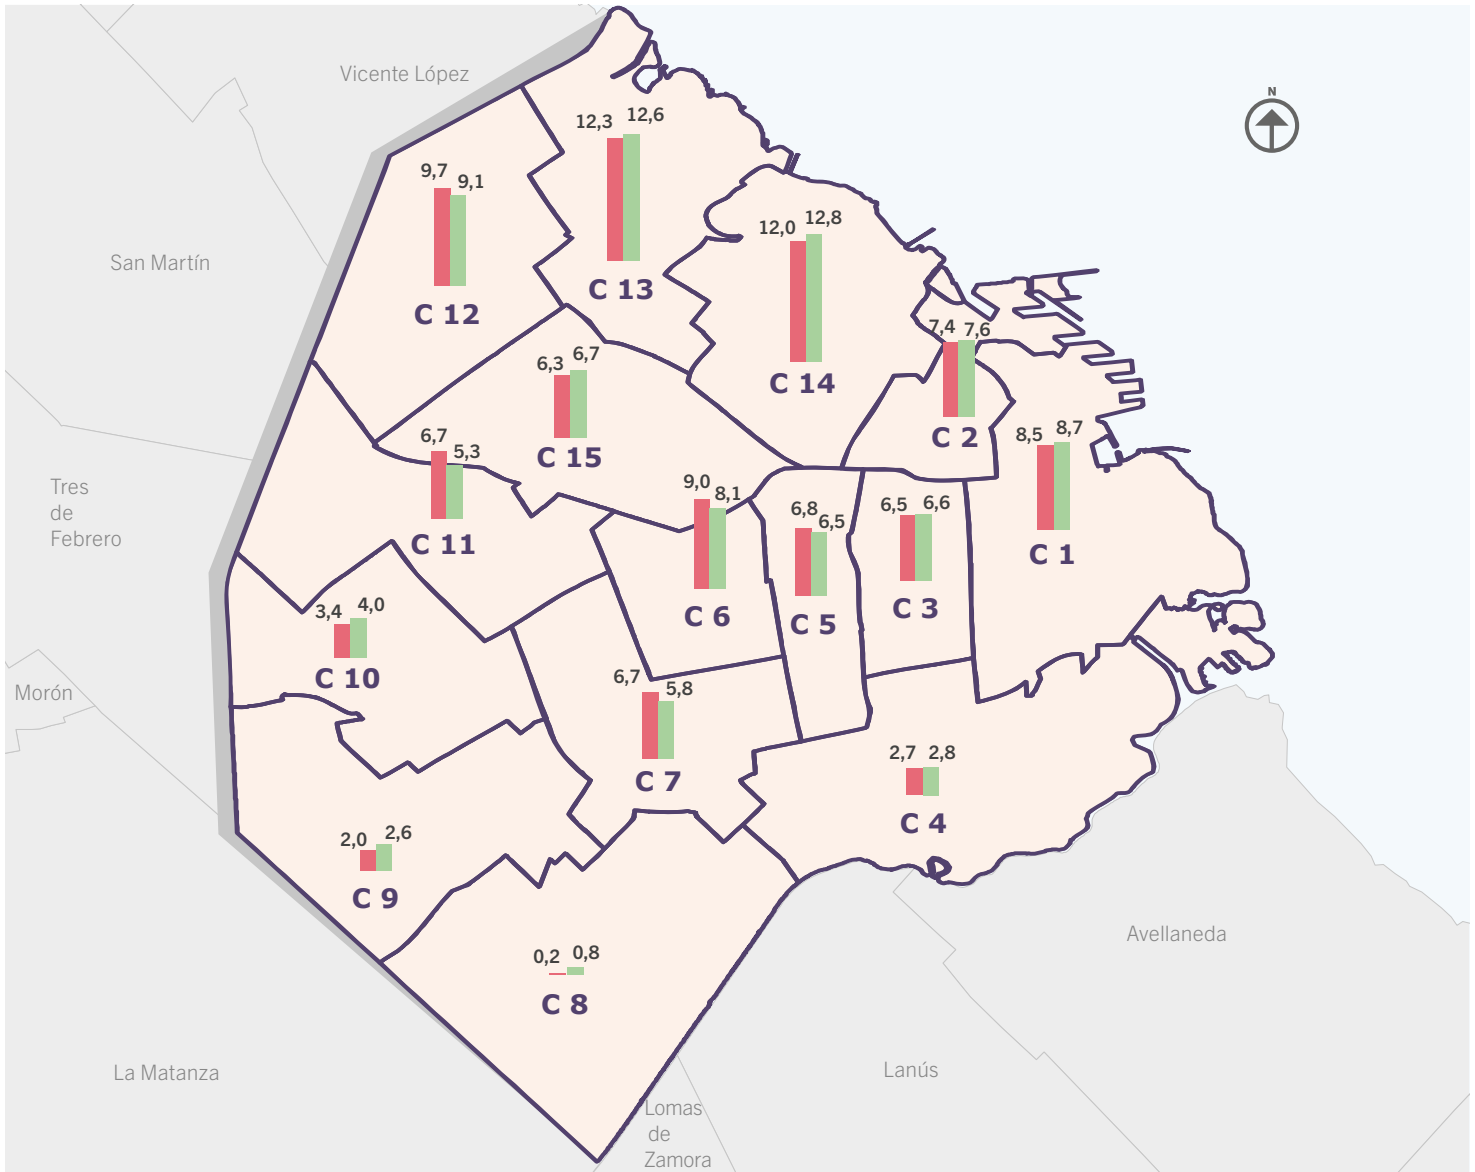 Vicente López
N
12,3
12,6
9,7
9,1
12,0
12,8
San Martín
C 13
C 12
7,4
7,6
6,3
6,7
C 14
6,7
5,3
C 15
C 2
8,5
8,7
9,0
8,1
6,8
6,5
6,5
6,6
Tres
de
Febrero
C 11
C 1
3,4
4,0
C 6
C 5
C 3
C 10
Morón
6,7
5,8
2,7
2,8
C 7
C 4
2,0
2,6
C 9
Avellaneda
0,2
0,8
C 8
La Matanza
Lanús
Lomas
de
Zamora